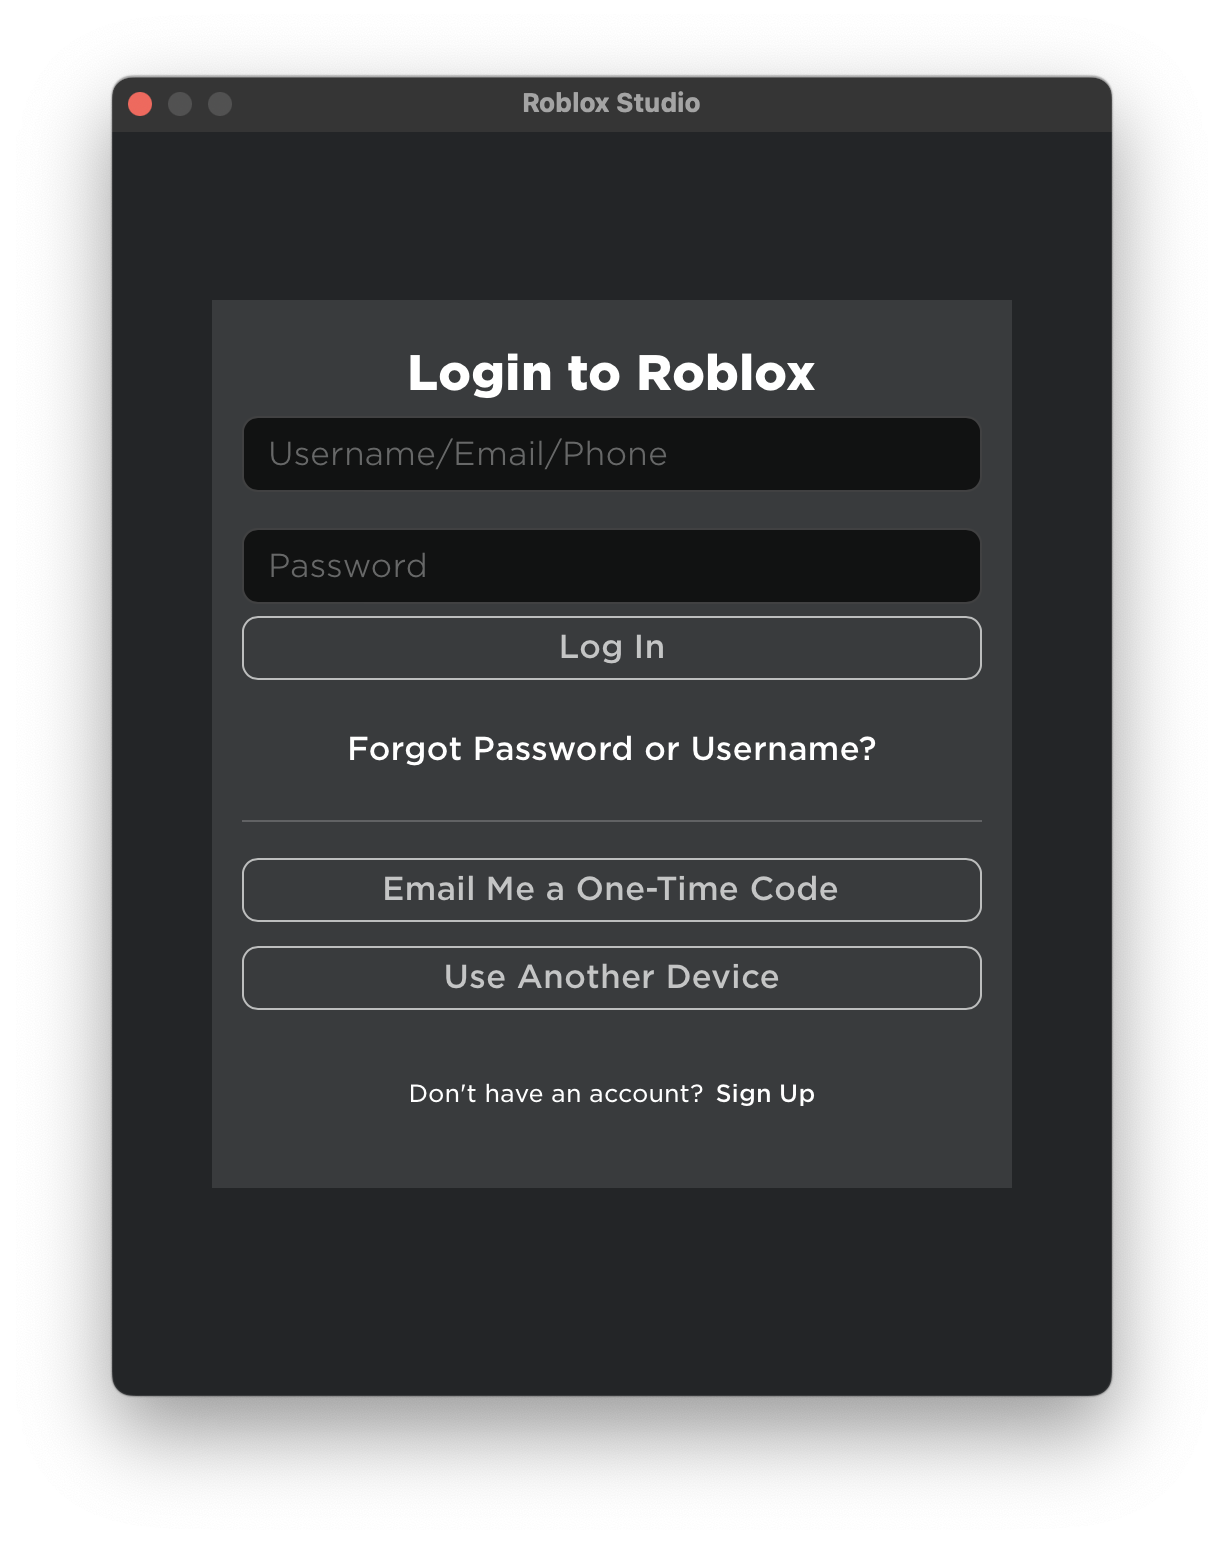 Roblox Studio
Login to Roblox
Username/Email/Phone
Password
Log In
Forgot Password or Username?
Email Me a One-Time Code
Use Another Device
Don't have an account? Sign Up